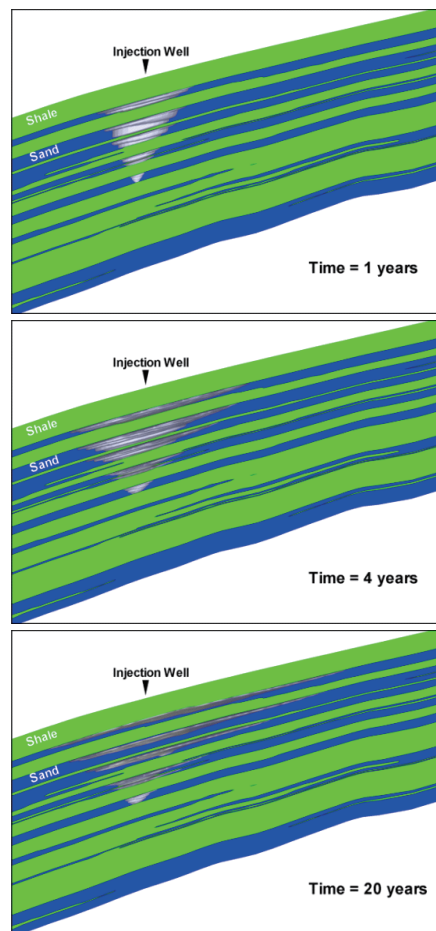 Injection Well
Shale
Sand
Time = 1 years
Injection Well
Shale
Sand
Time = 4 years
Injection Well
Shale
Sand
Time = 20 years